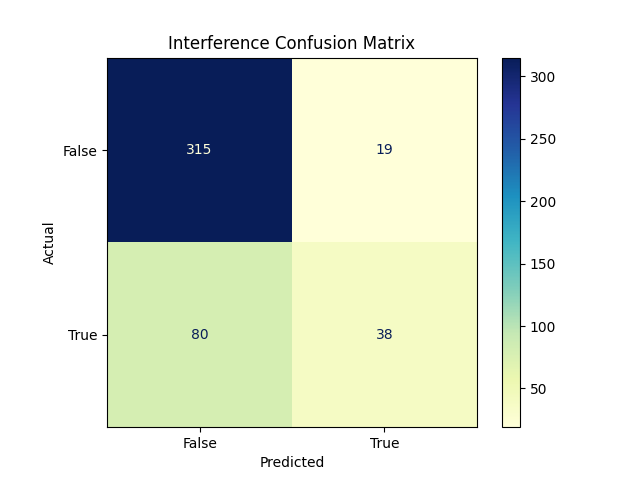 Interference Confusion Matrix
Actual
False
True
315
19
80
38
False
True
Predicted
300
250
200
150
100
50